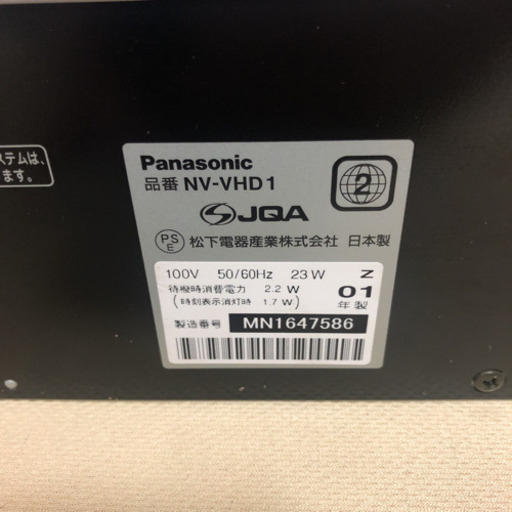 ステムは、
ます。
Panasonic
品番 NV-VHD1
2
JQA
PS
E
松下電器産業株式会社 日本製
100V 50/60Hz 23W Z
待機時消費電力 2.2 W
(時刻表示消灯時 1.7 W)
01
年製
製造番号 MN1647586